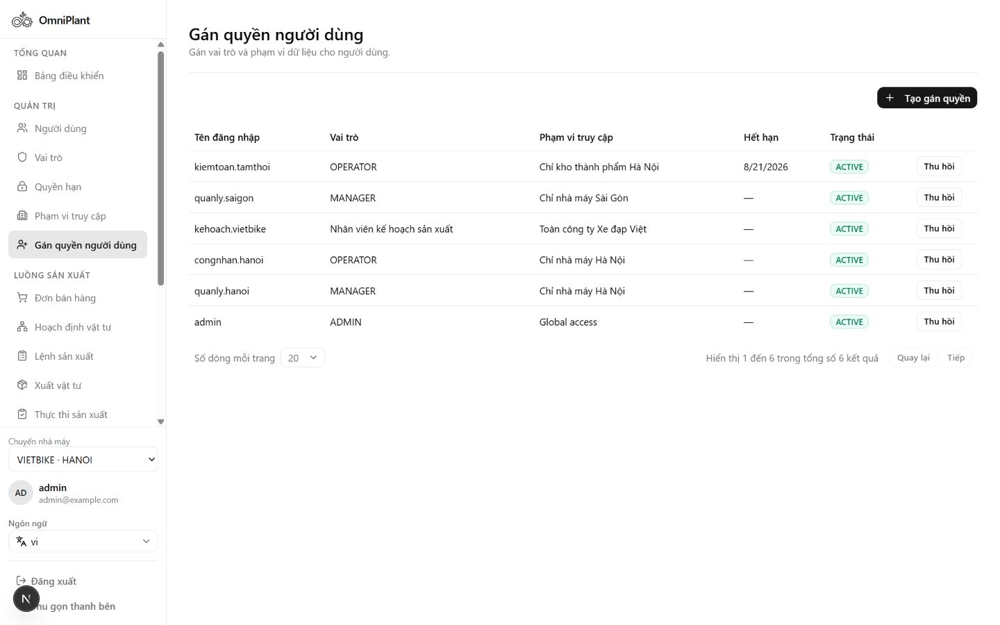 OmniPlant
TỔNG QUAN
Bảng điều khiển
QUẢN TRỊ
Người dùng
Vai trò
Quyền hạn
Phạm vi truy cập
Gán quyền người dùng
LUỒNG SẢN XUẤT
Đơn bán hàng
Hoạch định vật tư
Lệnh sản xuất
Xuất vật tư
Thực thi sản xuất
Chuyển nhà máy
VIETBIKE · HANOI
AD
admin
admin@example.com
Ngôn ngữ
vi
Đăng xuất
N
hu gọn thanh bên
Gán quyền người dùng
Gán vai trò và phạm vi dữ liệu cho người dùng.
Tạo gán quyền
Tên đăng nhập Vai trò Phạm vi truy cập Hết hạn Trạng thái
kiemtoan.tamthoi OPERATOR Chỉ kho thành phẩm Hà Nội 8/21/2026 ACTIVE Thu hồi
quanly.saigon MANAGER Chỉ nhà máy Sài Gòn — ACTIVE Thu hồi
kehoach.vietbike Nhân viên kế hoạch sản xuất Toàn công ty Xe đạp Việt — ACTIVE Thu hồi
congnhan.hanoi OPERATOR Chỉ nhà máy Hà Nội — ACTIVE Thu hồi
quanly.hanoi MANAGER Chỉ nhà máy Hà Nội — ACTIVE Thu hồi
admin ADMIN Global access — ACTIVE Thu hồi
Số dòng mỗi trang 20 Hiển thị 1 đến 6 trong tổng số 6 kết quả Quay lại Tiếp